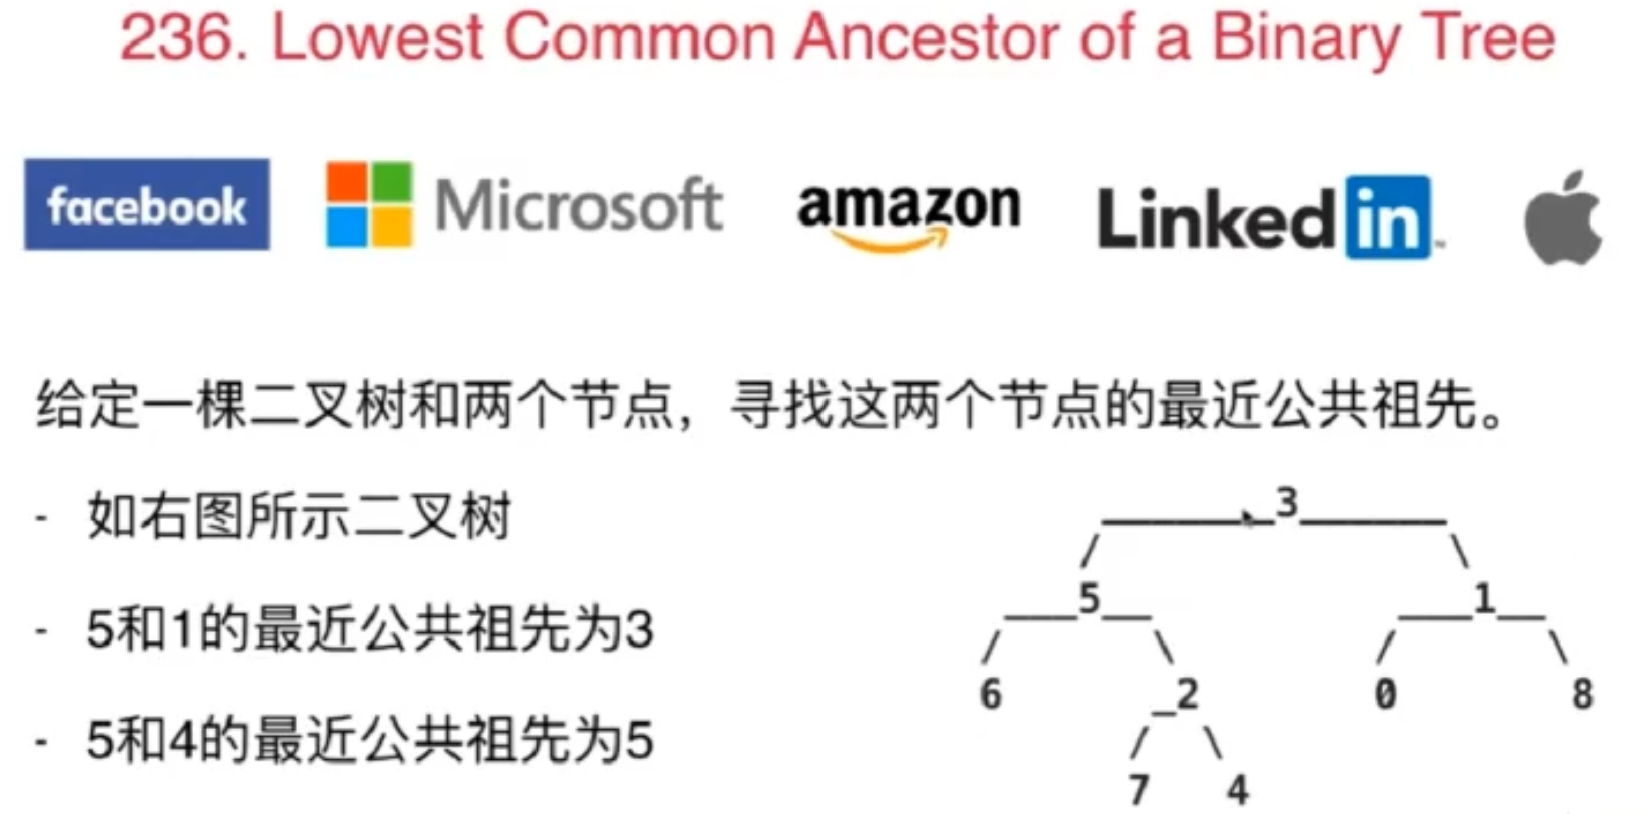 236. Lowest Common Ancestor of a Binary Tree
facebook Microsoft amazon Linkedin
给定一棵二叉树和两个节点，寻找这两个节点的最近公共祖先。
- 如右图所示二叉树
- 5和1的最近公共祖先为3
- 5和4的最近公共祖先为5
3
5 1
6 2 0 8
7 4